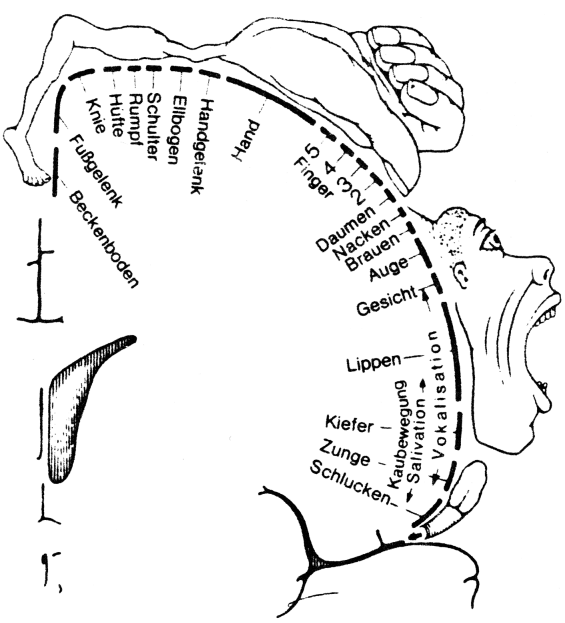 Beckenboden
Fußgelenk
Knie
Hüfte
Rumpf
Schulter
Ellbogen
Handgelenk
Hand
5
4
3
2
Finger
Daumen
Nacken
Brauen
Auge
Gesicht
Lippen
Kiefer
Zunge
Schlucken
Kaubewegung
Salivation
Vokalisation